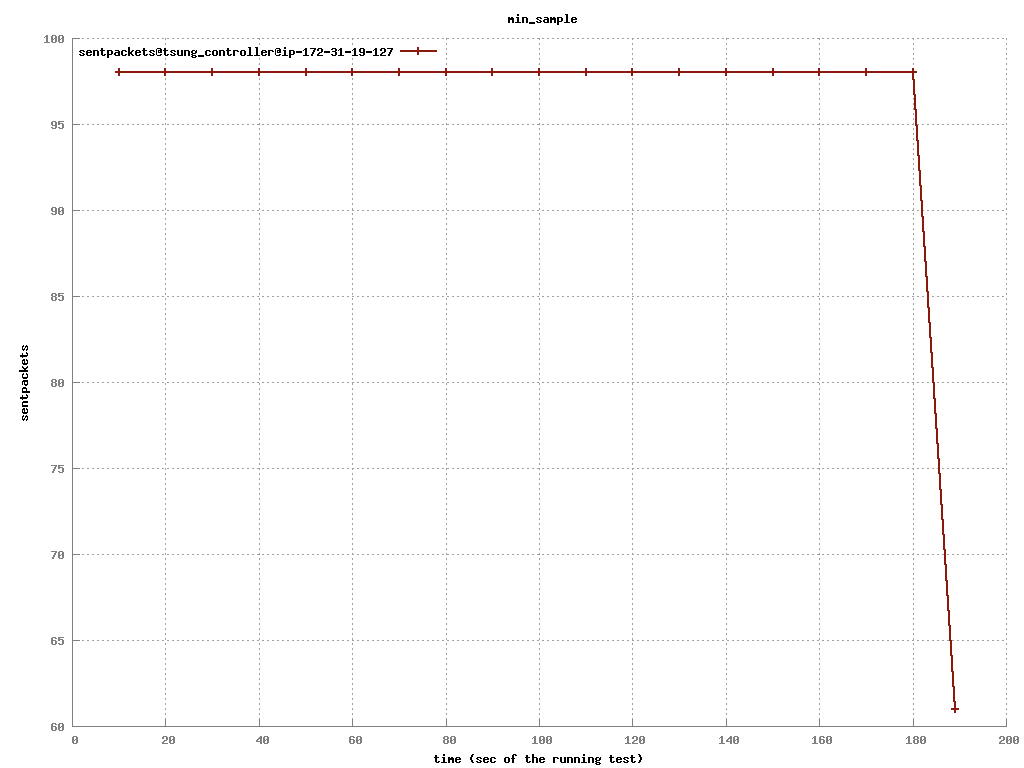 min_sample
sentpackets@tsung_controller@ip-172-31-19-127
100
95
90
85
80
75
70
65
60
sentpackets
0 20 40 60 80 100 120 140 160 180 200
time (sec of the running test)